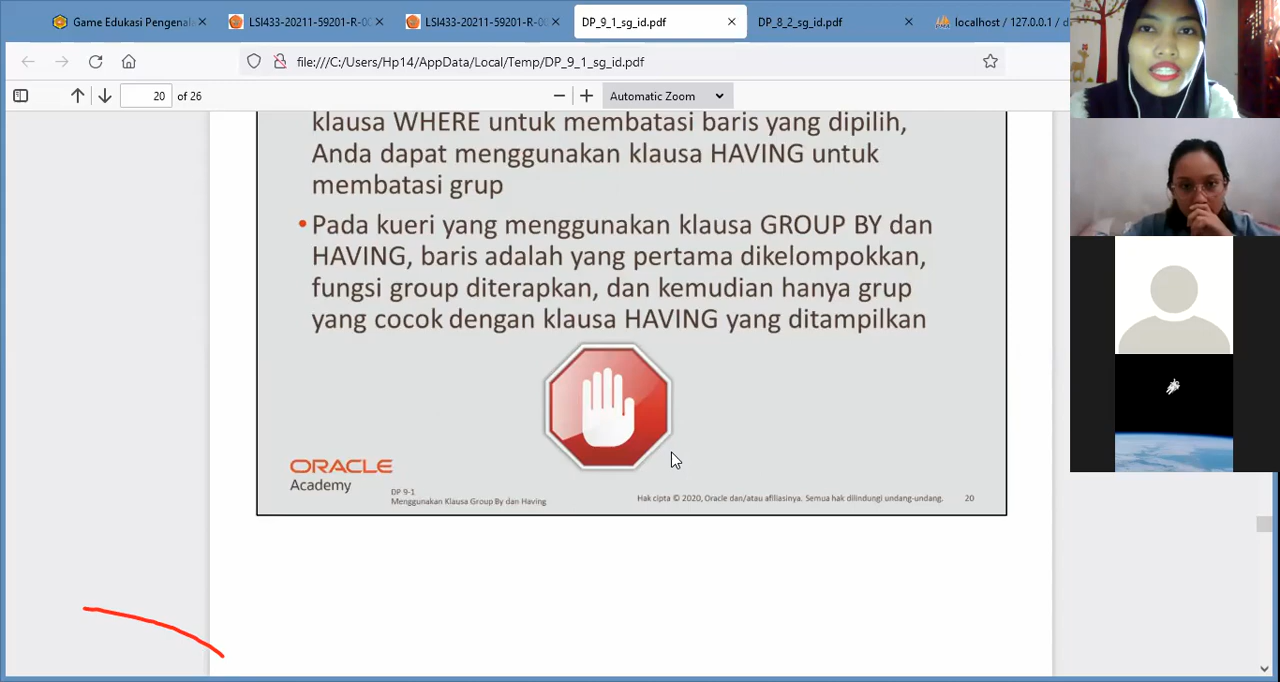 Game Edukasi Pengenal
LSI433-20211-59201-R-0
LSI433-20211-59201-R-0
DP_9_1_sg_id.pdf
DP_8_2_sg_id.pdf
localhost / 127.0.0.1 / d
file:///C:/Users/Hp14/AppData/Local/Temp/DP_9_1_sg_id.pdf
20 of 26
Automatic Zoom
klausa WHERE untuk membatasi baris yang dipilih,
Anda dapat menggunakan klausa HAVING untuk
membatasi grup
• Pada kueri yang menggunakan klausa GROUP BY dan
HAVING, baris adalah yang pertama dikelompokkan,
fungsi group diterapkan, dan kemudian hanya grup
yang cocok dengan klausa HAVING yang ditampilkan
ORACLE
Academy
DP 9-1
Menggunakan Klausa Group By dan Having
Hak cipta © 2020, Oracle dan/atau afiliasinya. Semua hak dilindungi undang-undang.
20